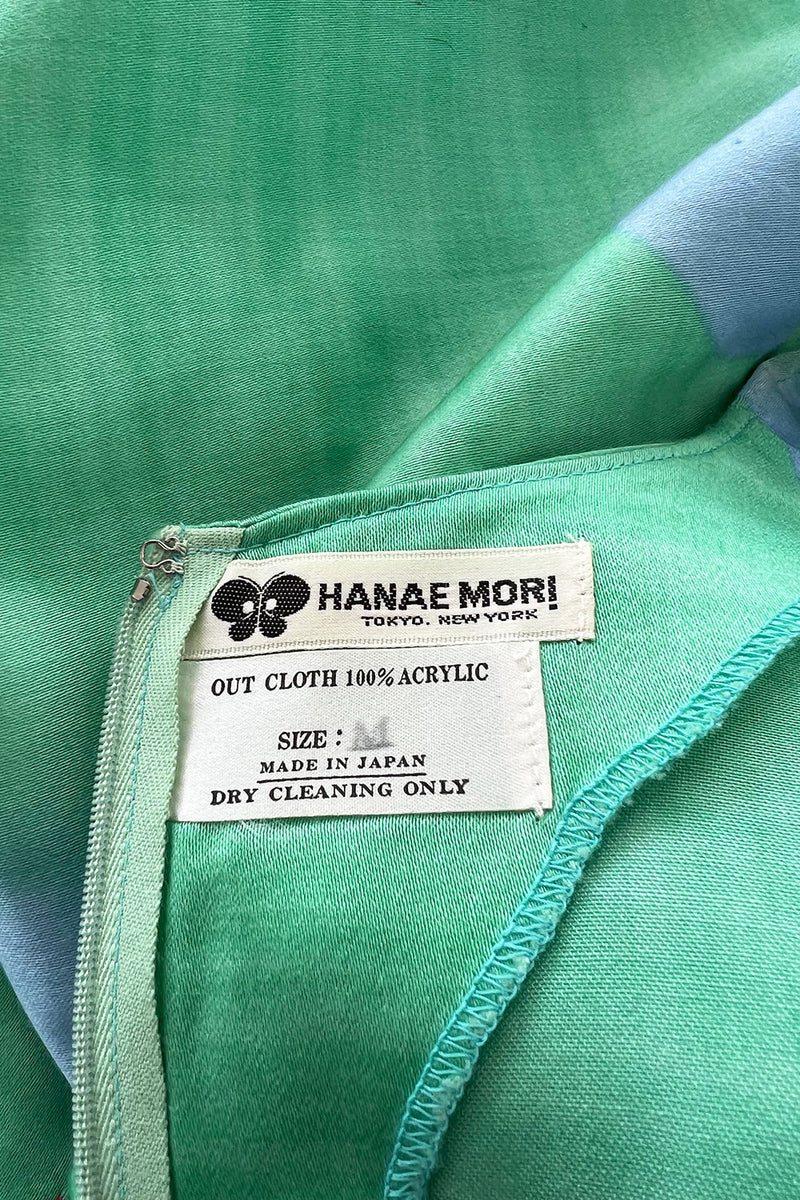 HANAE MORI
TOKYO. NEW YORK
OUT CLOTH 100% ACRYLIC
SIZE : M
MADE IN JAPAN
DRY CLEANING ONLY